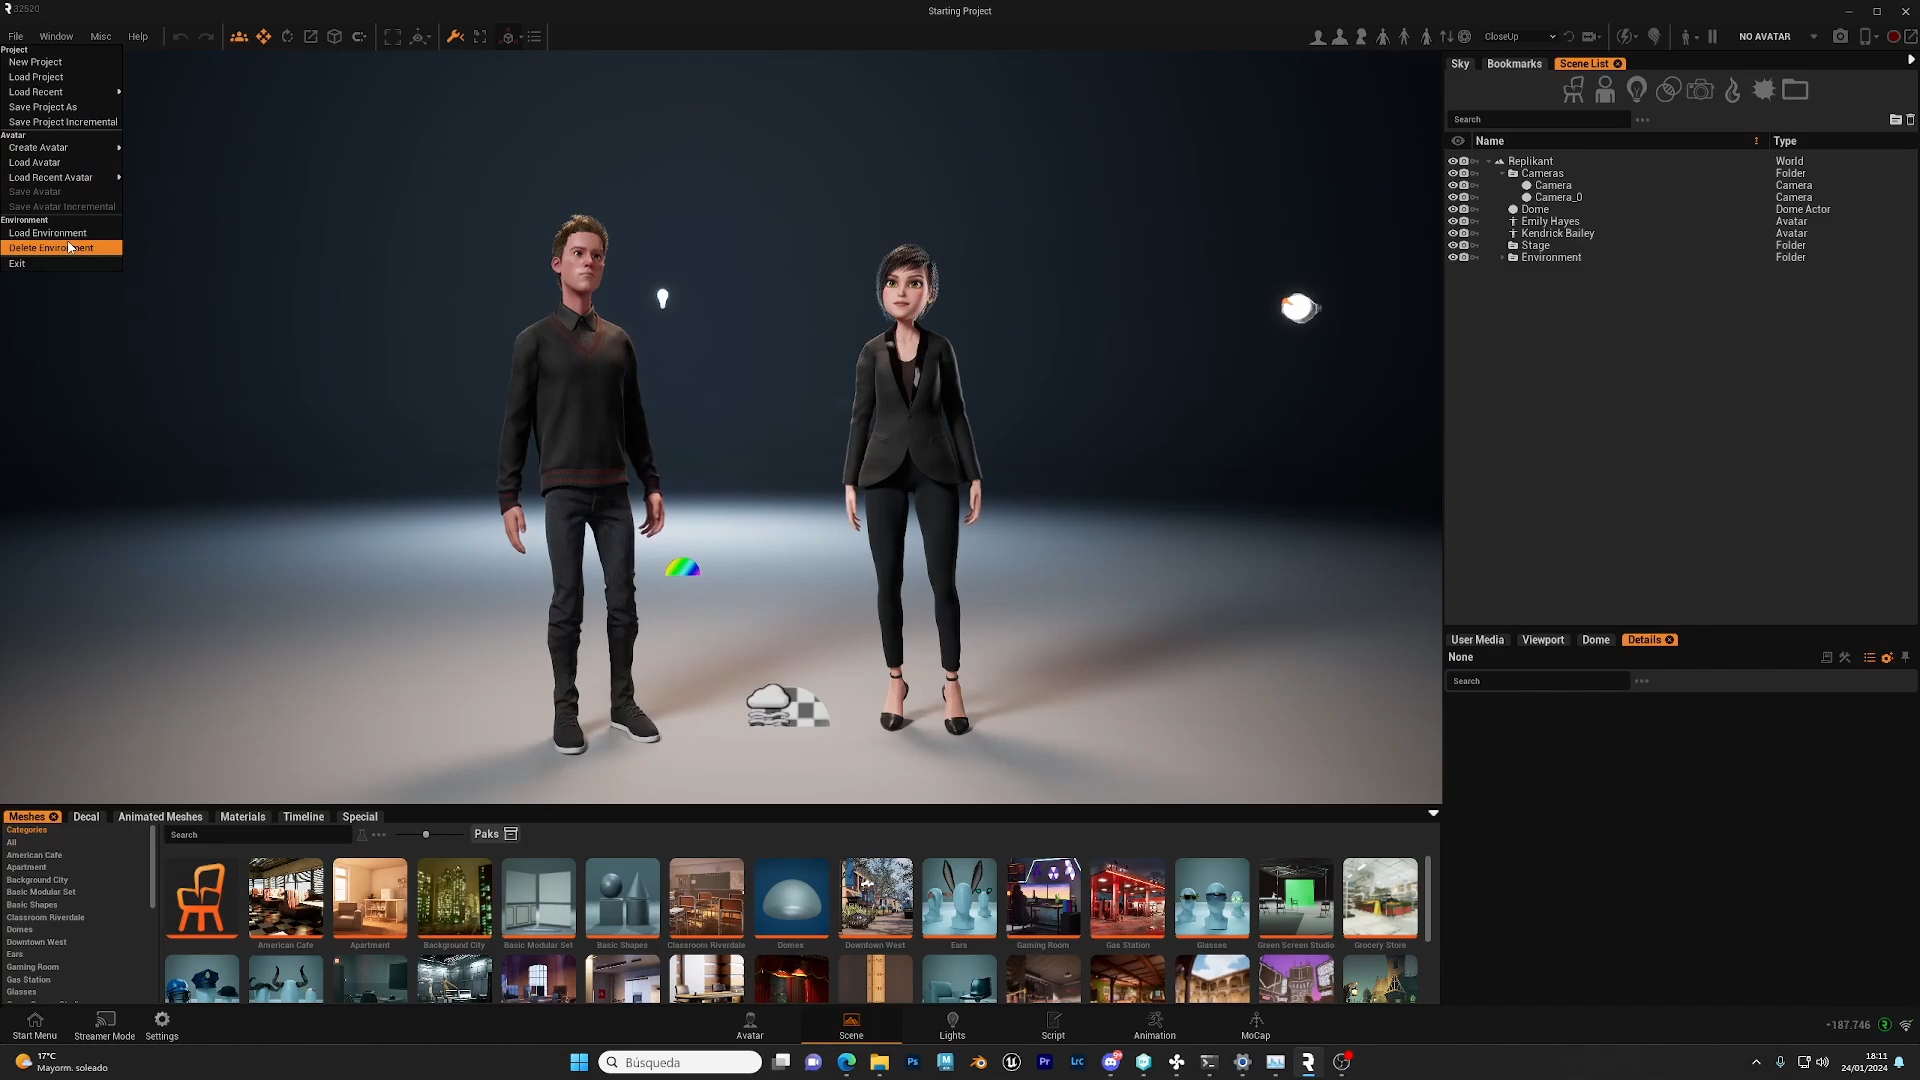 32520
Starting Project
File Window Misc Help
CloseUp
NO AVATAR
Project
New Project
Load Project
Load Recent
Save Project As
Save Project Incremental
Avatar
Create Avatar
Load Avatar
Load Recent Avatar
Save Avatar
Save Avatar Incremental
Environment
Load Environment
Delete Environment
Exit
Sky Bookmarks Scene List
Search
Name Type
Replikant World
Cameras Folder
Camera Camera
Camera_0 Camera
Dome Dome Actor
Emily Hayes Avatar
Kendrick Bailey Avatar
Stage Folder
Environment Folder
User Media Viewport Dome Details
None
Search
Meshes Decal Animated Meshes Materials Timeline Special
Categories
All
American Cafe
Apartment
Background City
Basic Modular Set
Basic Shapes
Classroom Riverdale
Domes
Downtown West
Ears
Gaming Room
Gas Station
Glasses
Search
Paks
American Cafe Apartment Background City Basic Modular Set Basic Shapes Classroom Riverdale Domes Downtown West Ears Gaming Room Gas Station Glasses Green Screen Studio Grocery Store
Start Menu Streamer Mode Settings
Avatar Scene Lights Script Animation MoCap
-187.746
17°C
Mayorm. soleado
Búsqueda
Ps
Pr
Lrc
18:11
24/01/2024